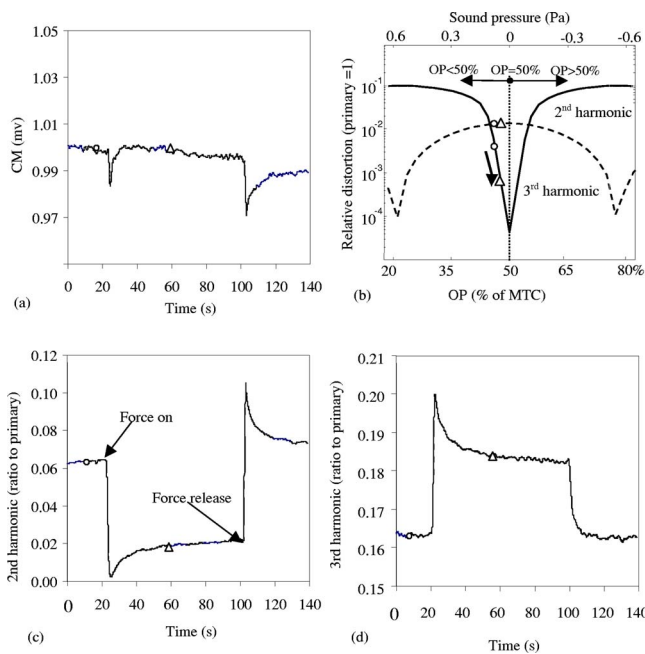 1.05
1.03
1.01
0.99
0.97
CM (mv)
0 20 40 60 80 100 120 140
Time (s)
(a)
Sound pressure (Pa)
0.6 0.3 0 -0.3 -0.6
OP<50% OP=50% OP>50%
10-1
10-2
10-3
10-4
Relative distortion (primary =1)
2nd harmonic
3rd harmonic
20 35 50 65 80%
OP (% of MTC)
(b)
0.12
0.10
0.08
0.06
0.04
0.02
0.00
2nd harmonic (ratio to primary)
Force on
Force release
0 20 40 60 80 100 120 140
Time (s)
(c)
0.21
0.20
0.19
0.18
0.17
0.16
0.15
3rd harmonic (ratio to primary)
0 20 40 60 80 100 120 140
Time (s)
(d)